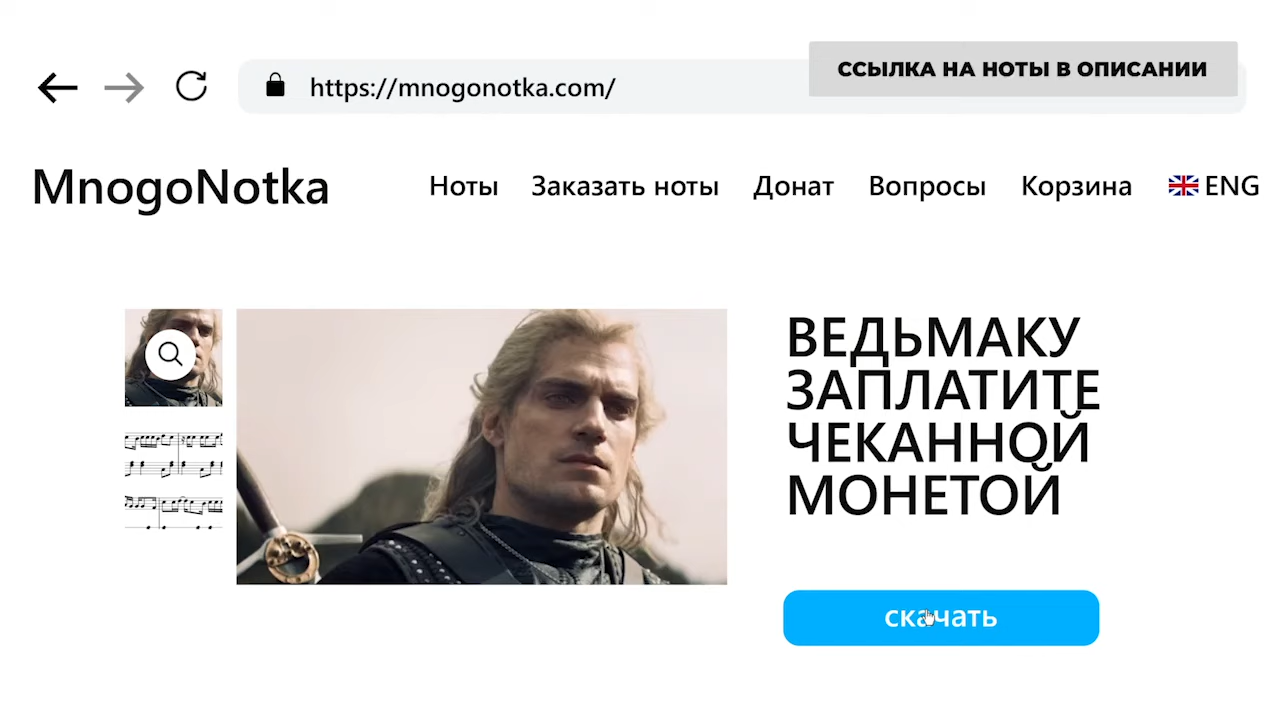 ССЫЛКА НА НОТЫ В ОПИСАНИИ
https://mnogonotka.com/
MnogoNotka
Ноты Заказать ноты Донат Вопросы Корзина ENG
ВЕДЬМАКУ
ЗАПЛАТИТЕ
ЧЕКАННОЙ
МОНЕТОЙ
скачать